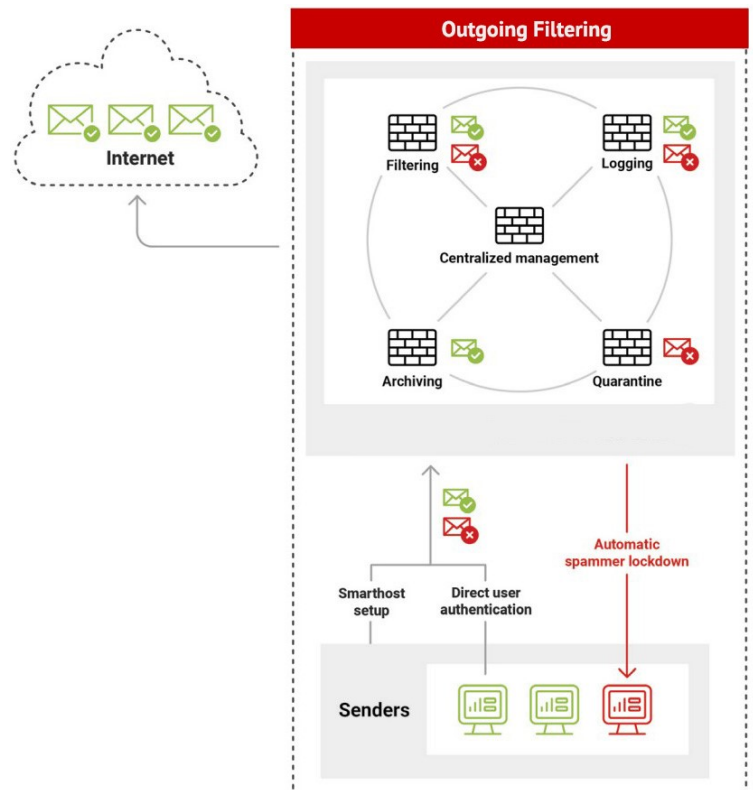 Outgoing Filtering
Internet
Filtering
Logging
Centralized management
Archiving
Quarantine
Automatic
spammer lockdown
Smarthost
setup
Direct user
authentication
Senders